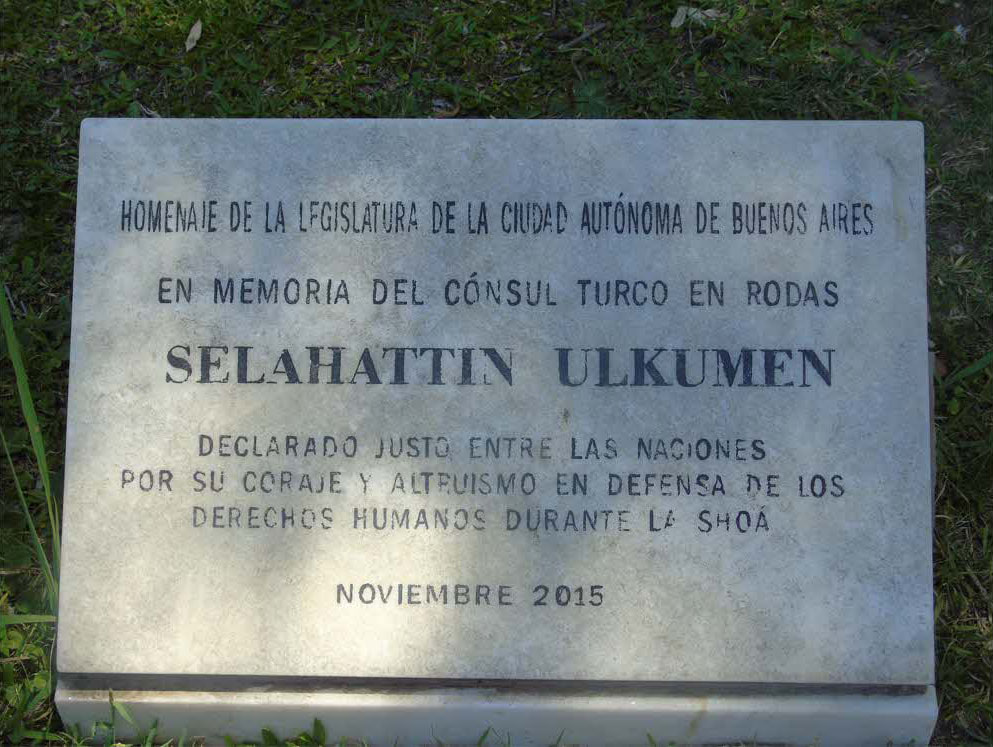 HOMENAJE DE LA LEGISLATURA DE LA CIUDAD AUTÓNOMA DE BUENOS AIRES
EN MEMORIA DEL CÓNSUL TURCO EN RODAS
SELAHATTIN ULKUMEN
DECLARADO JUSTO ENTRE LAS NACIONES
POR SU CORAJE Y ALTRUISMO EN DEFENSA DE LOS
DERECHOS HUMANOS DURANTE LA SHOÁ
NOVIEMBRE 2015